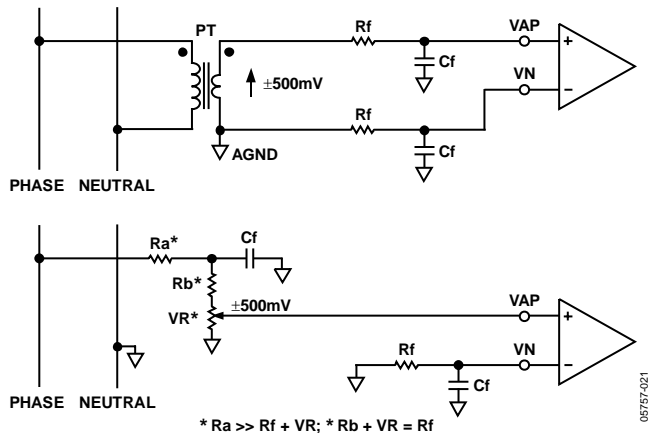 PT
Rf
VAP
Cf
VN
±500mV
Rf
Cf
AGND
PHASE NEUTRAL
Ra*
Cf
Rb*
±500mV
VR*
VAP
Rf
VN
Cf
PHASE NEUTRAL
* Ra >> Rf + VR; * Rb + VR = Rf
05757-021
+
−
+
−